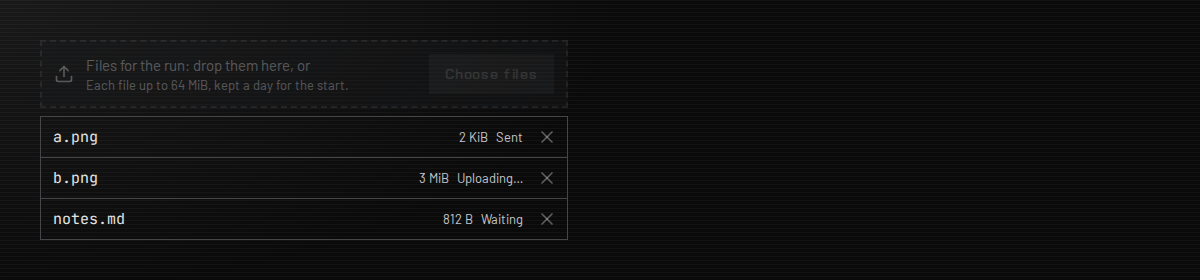 Files for the run: drop them here, or
Each file up to 64 MiB, kept a day for the start.
Choose files
a.png 2 KiB Sent
b.png 3 MiB Uploading…
notes.md 812 B Waiting